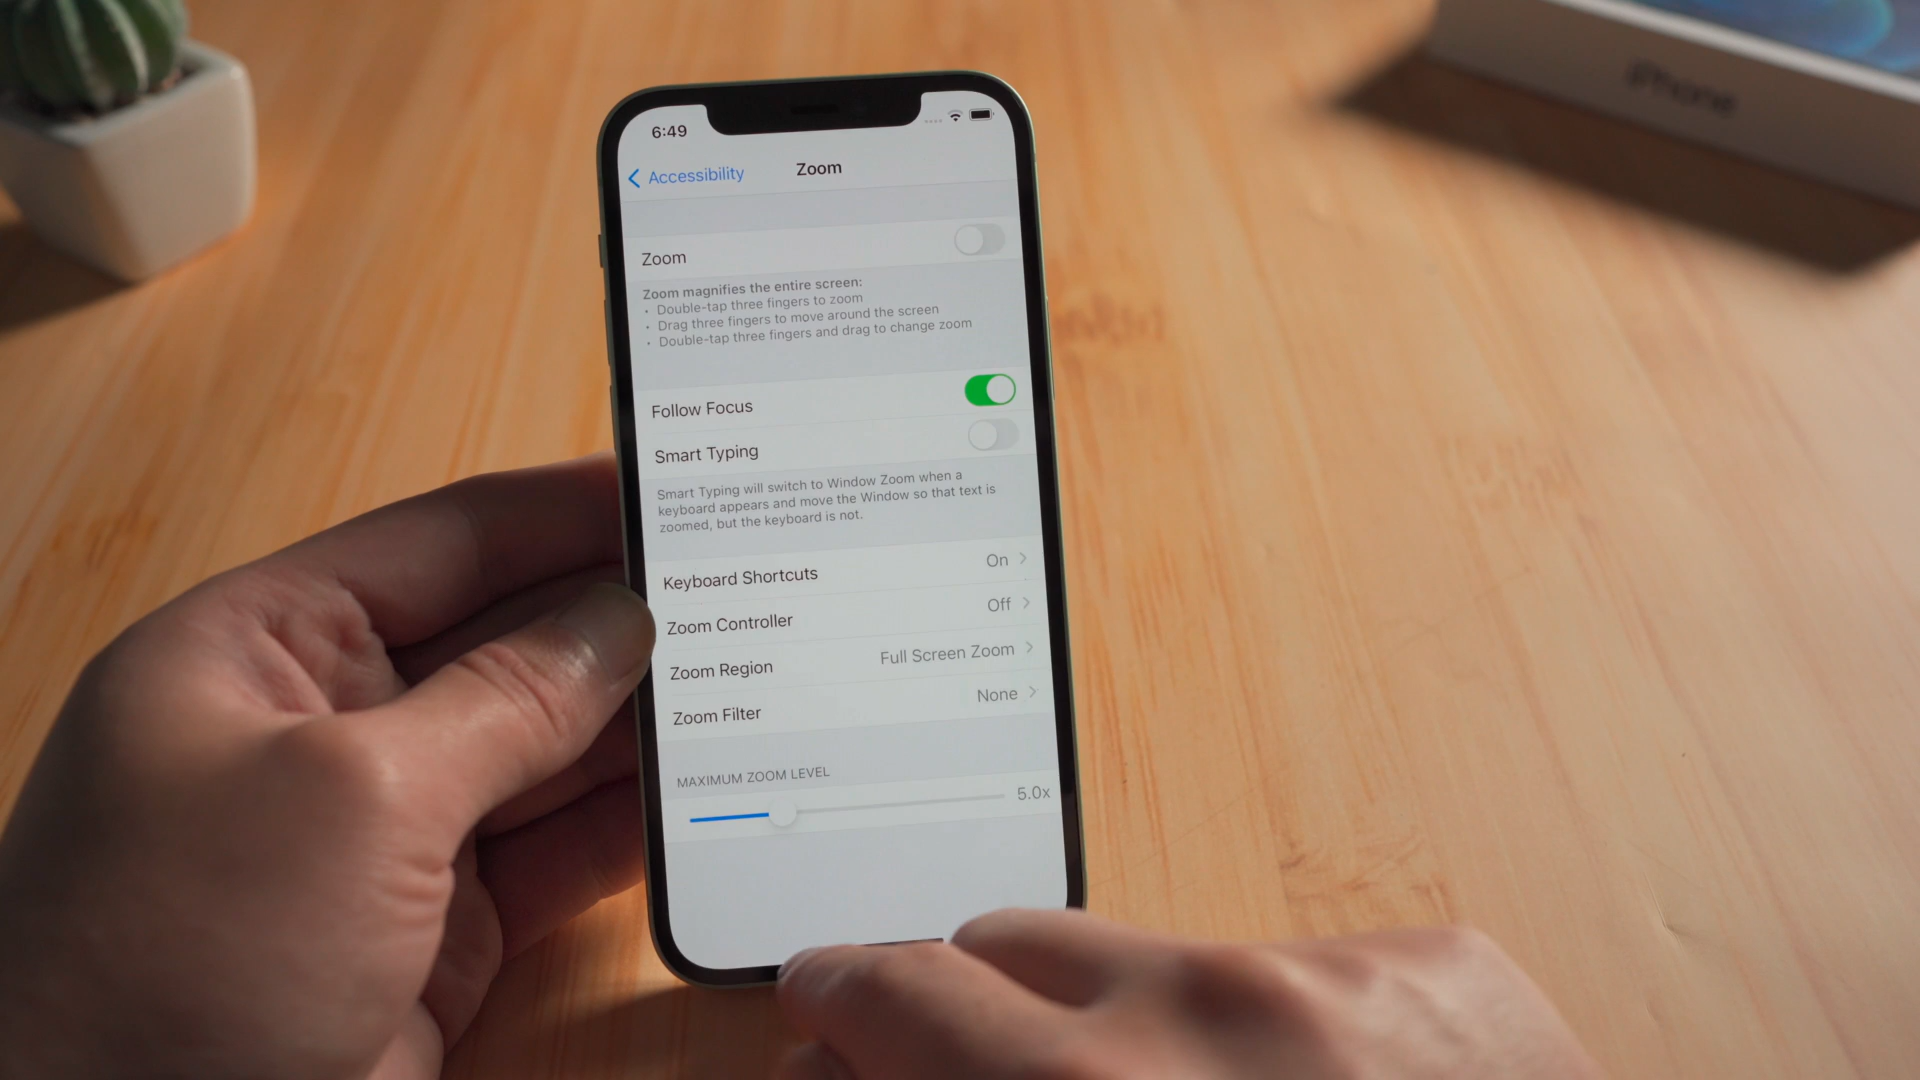 iPhone
6:49
Accessibility
Zoom
Zoom
Zoom magnifies the entire screen:
• Double-tap three fingers to zoom
• Drag three fingers to move around the screen
• Double-tap three fingers and drag to change zoom
Follow Focus
Smart Typing
Smart Typing will switch to Window Zoom when a
keyboard appears and move the Window so that text is
zoomed, but the keyboard is not.
Keyboard Shortcuts On
Zoom Controller Off
Zoom Region Full Screen Zoom
Zoom Filter None
MAXIMUM ZOOM LEVEL
5.0x